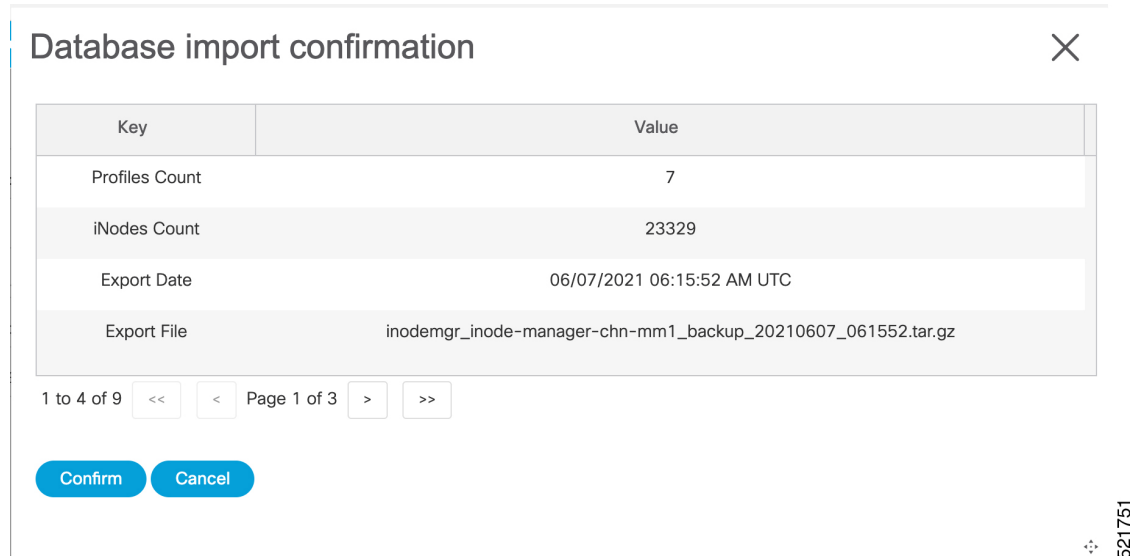 Database import confirmation
Key Value
Profiles Count 7
iNodes Count 23329
Export Date 06/07/2021 06:15:52 AM UTC
Export File inodemgr_inode-manager-chn-mm1_backup_20210607_061552.tar.gz
1 to 4 of 9 << < Page 1 of 3 > >>
Confirm Cancel
521751